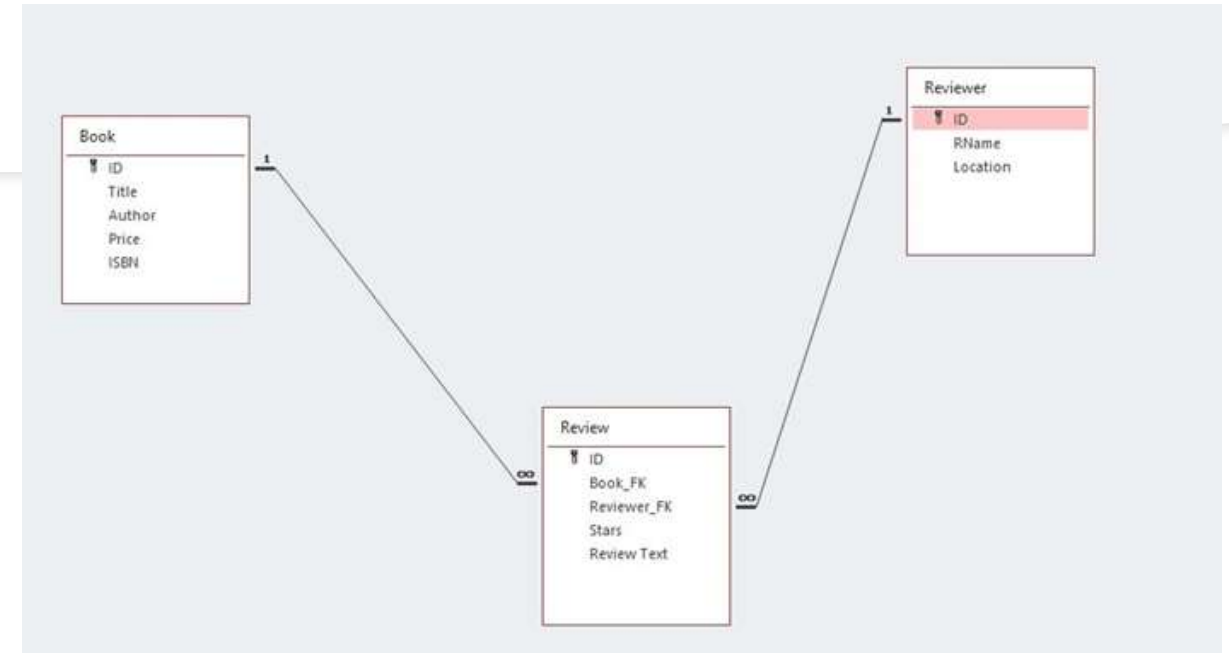 Book
ID
Title
Author
Price
ISBN
1
Reviewer
ID
RName
Location
1
Review
ID
Book_FK
Reviewer_FK
Stars
Review Text
∞
∞